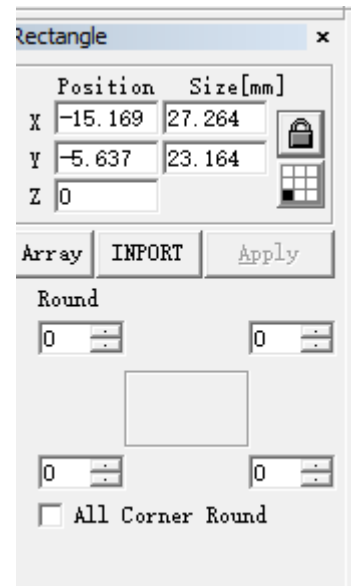 Rectangle x
Position Size[mm]
X -15.169 27.264
Y -5.637 23.164
Z 0
Array INPORT Apply
Round
0 0
0 0
All Corner Round